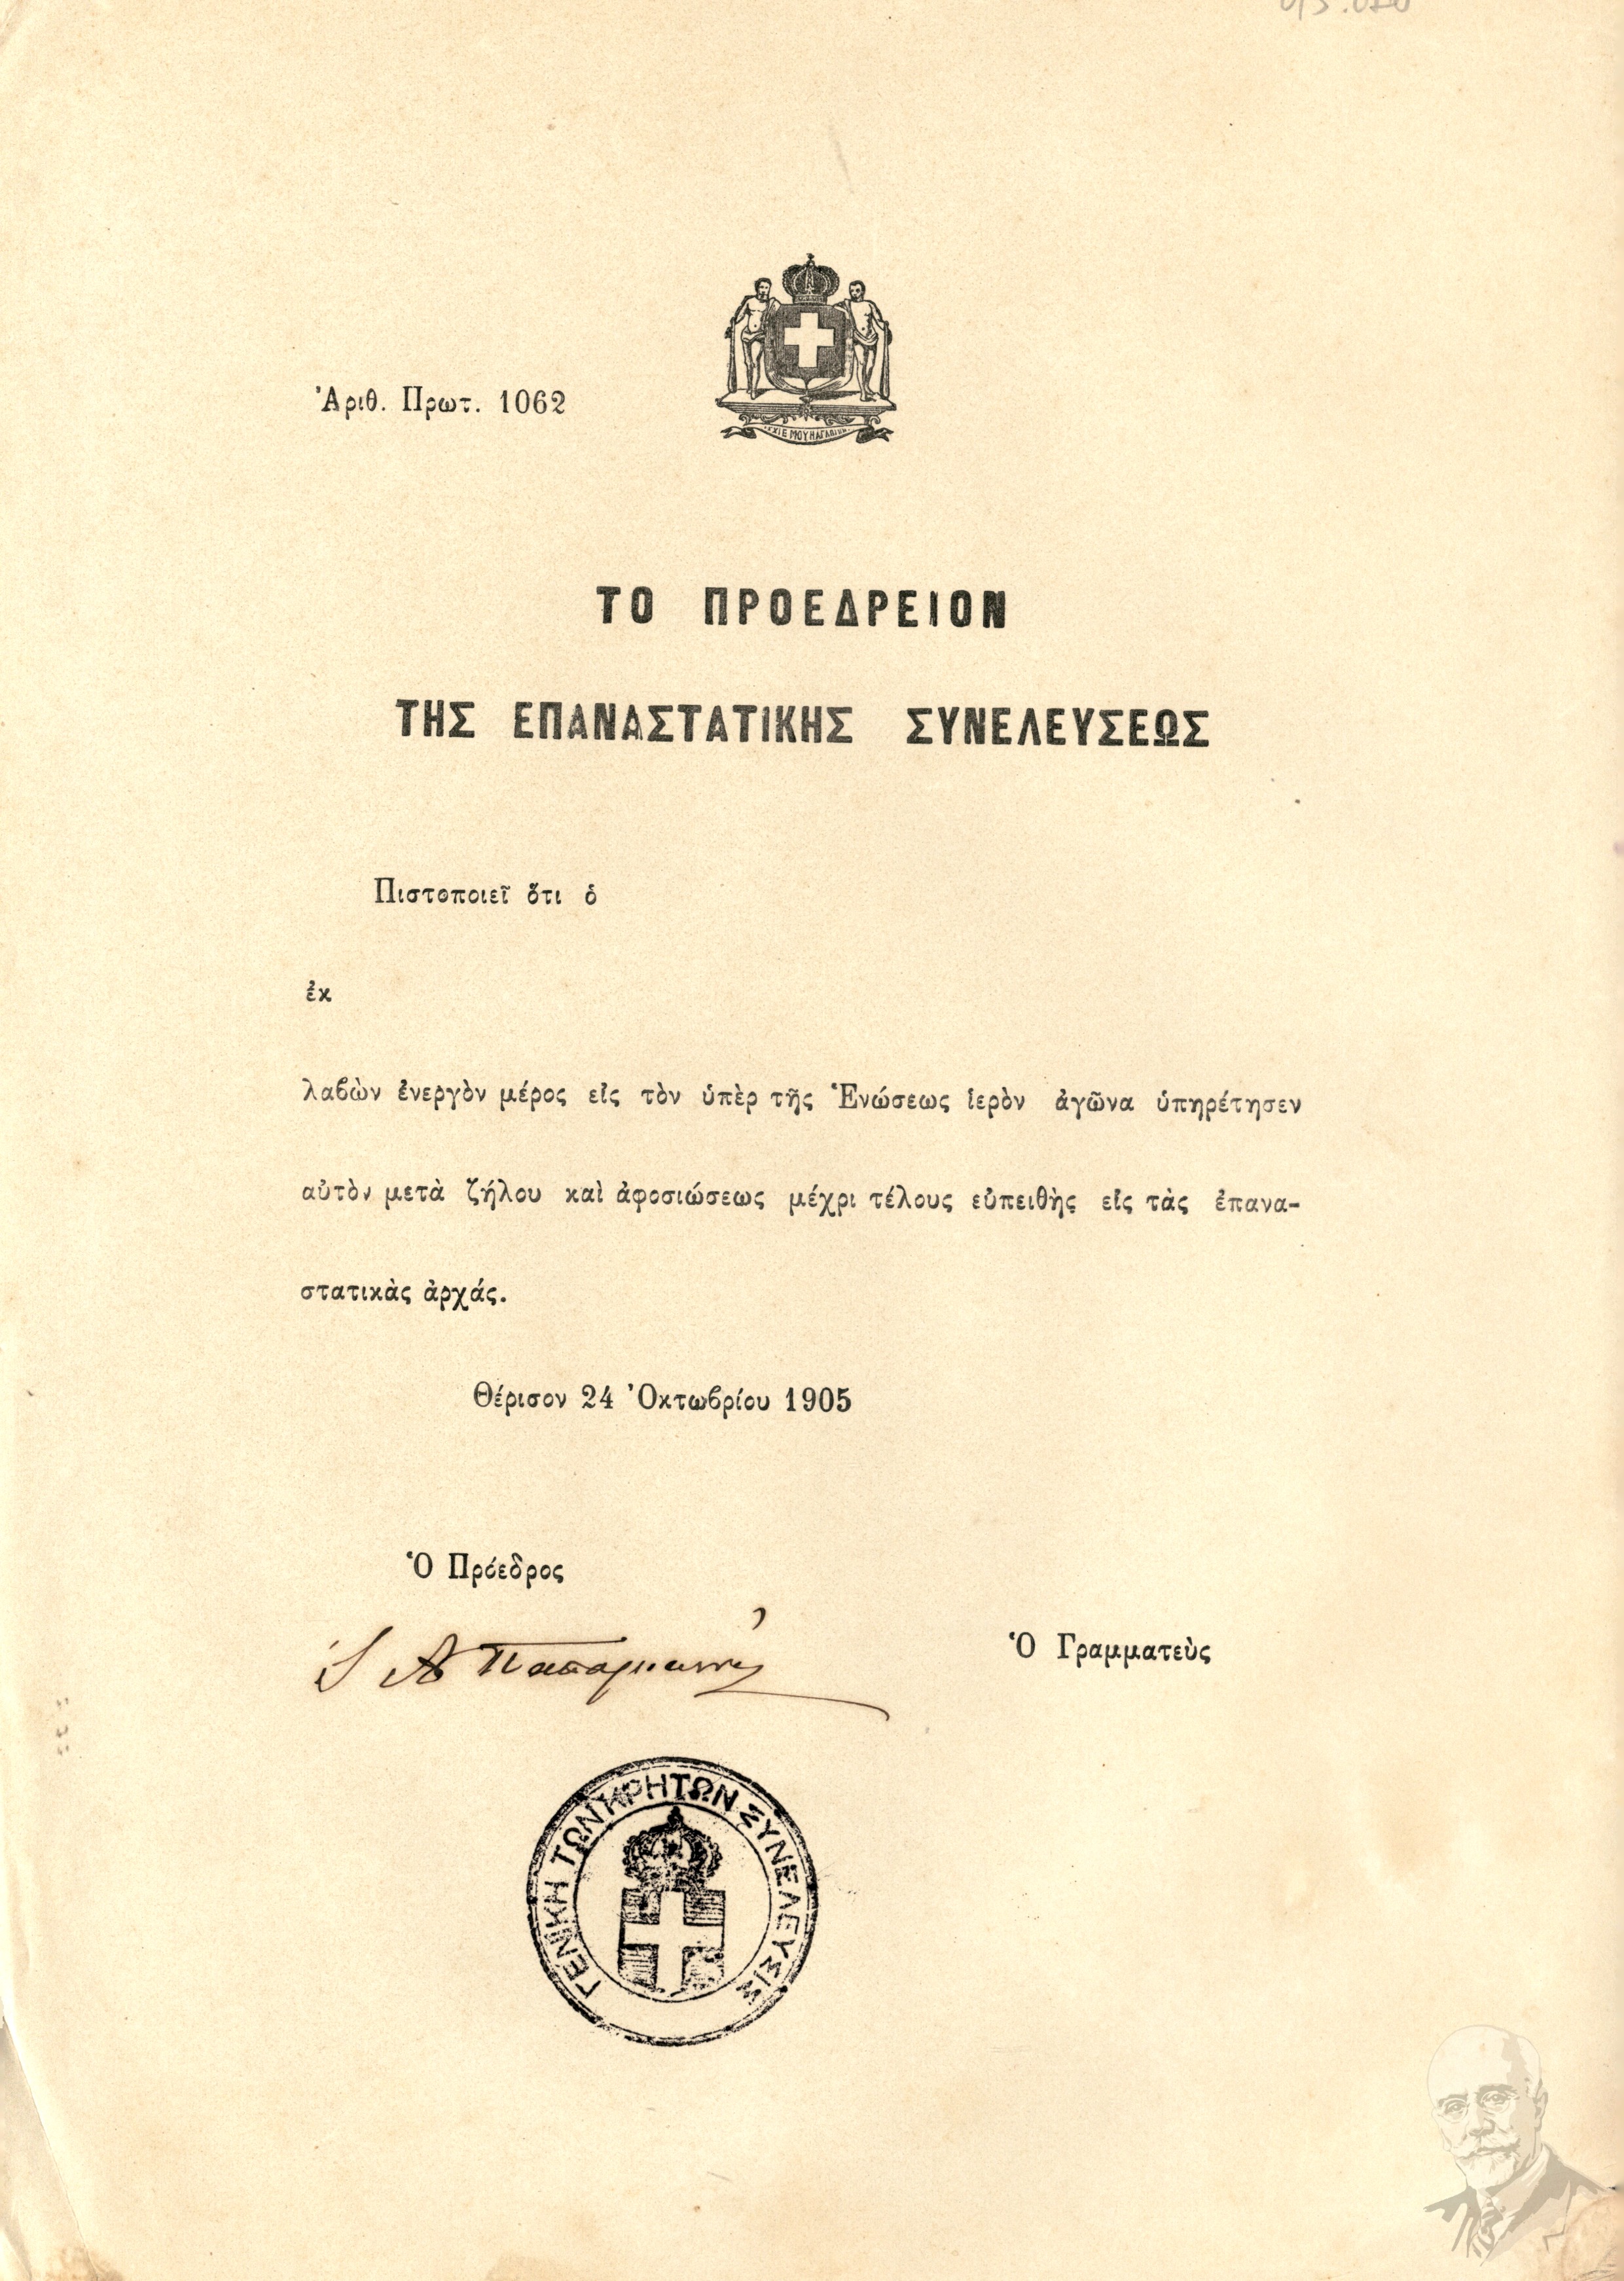 Ἀριθ. Πρωτ. 1062
ΤΟ ΠΡΟΕΔΡΕΙΟΝ
ΤΗΣ ΕΠΑΝΑΣΤΑΤΙΚΗΣ ΣΥΝΕΛΕΥΣΕΩΣ
Πιστοποιεῖ ὅτι ὁ
ἐκ
λαβὼν ἐνεργὸν μέρος εἰς τὸν ὑπὲρ τῆς Ἑνώσεως ἱερὸν ἀγῶνα ὑπηρέτησεν
αὐτὸν μετὰ ζήλου καὶ ἀφοσιώσεως μέχρι τέλους εὐπειθὴς εἰς τὰς ἐπανα-
στατικὰς ἀρχάς.
Θέρισον 24 Ὀκτωβρίου 1905
Ὁ Πρόεδρος
Ὁ Γραμματεὺς
ΓΕΝΙΚΗ ΤΩΝ ΚΡΗΤΩΝ ΣΥΝΕΛΕΥΣΙΣ